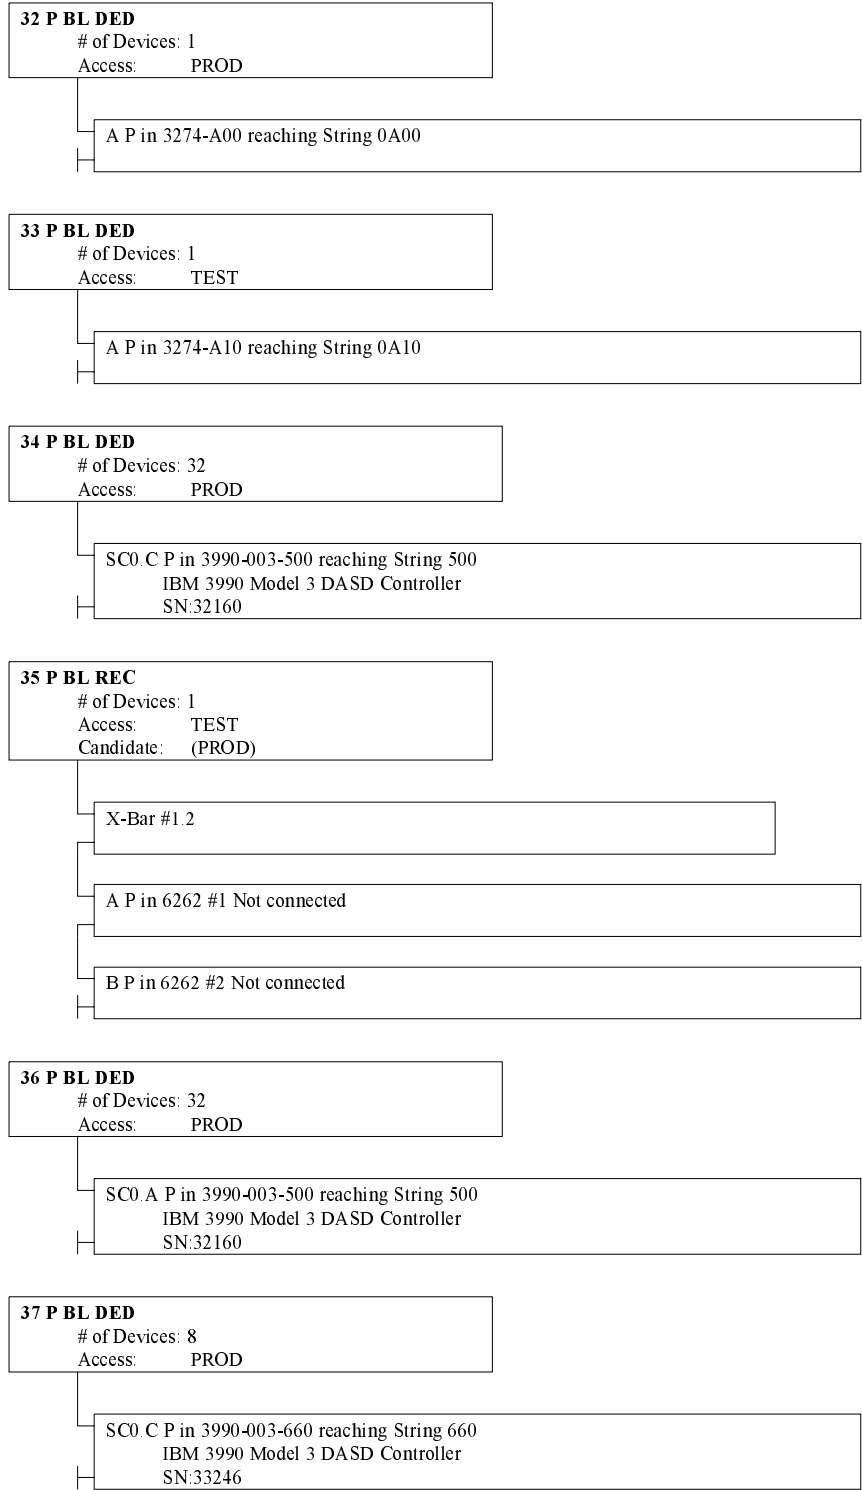 32 P BL DED
# of Devices: 1
Access: PROD
A P in 3274-A00 reaching String 0A00
33 P BL DED
# of Devices: 1
Access: TEST
A P in 3274-A10 reaching String 0A10
34 P BL DED
# of Devices: 32
Access: PROD
SC0.C P in 3990-003-500 reaching String 500
IBM 3990 Model 3 DASD Controller
SN:32160
35 P BL REC
# of Devices: 1
Access: TEST
Candidate: (PROD)
X-Bar #1.2
A P in 6262 #1 Not connected
B P in 6262 #2 Not connected
36 P BL DED
# of Devices: 32
Access: PROD
SC0.A P in 3990-003-500 reaching String 500
IBM 3990 Model 3 DASD Controller
SN:32160
37 P BL DED
# of Devices: 8
Access: PROD
SC0.C P in 3990-003-660 reaching String 660
IBM 3990 Model 3 DASD Controller
SN:33246